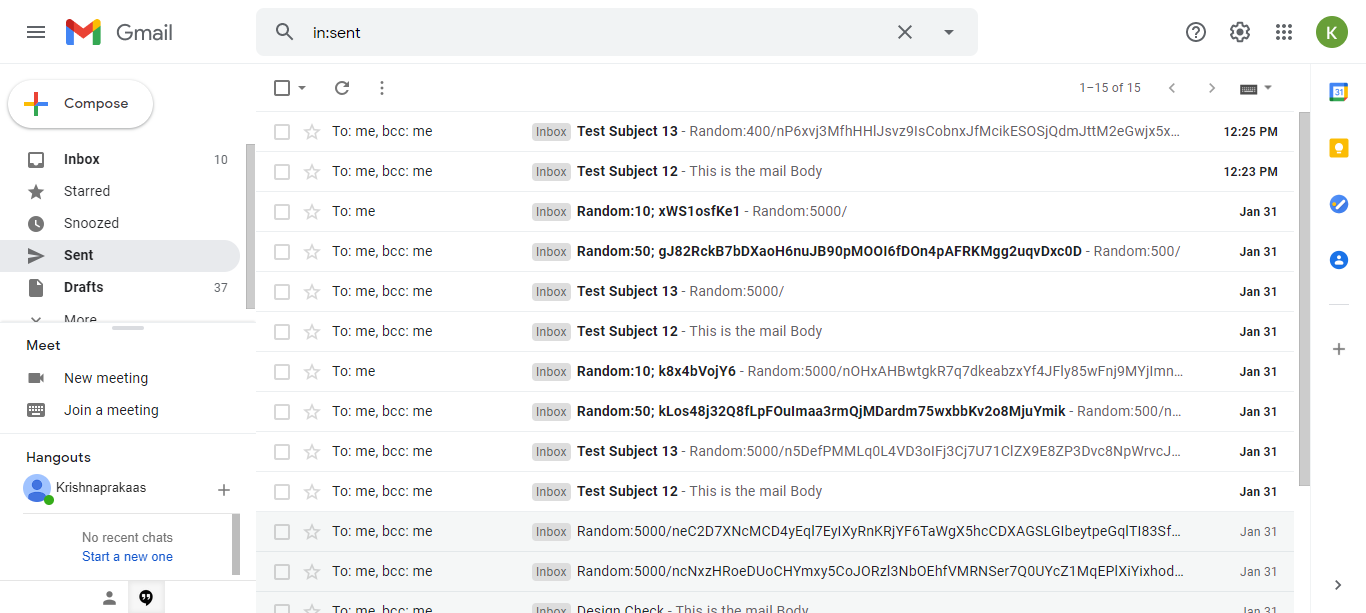 Gmail
in:sent
K
Compose
1–15 of 15
31
Inbox 10
Starred
Snoozed
Sent
Drafts 37
More
Meet
New meeting
Join a meeting
Hangouts
Krishnaprakaas
No recent chats
Start a new one
To: me, bcc: me Inbox Test Subject 13 - Random:400/nP6xvj3MfhHHlJsvz9IsCobnxJfMcikESOSjQdmJttM2eGwjx5x... 12:25 PM
To: me, bcc: me Inbox Test Subject 12 - This is the mail Body 12:23 PM
To: me Inbox Random:10; xWS1osfKe1 - Random:5000/ Jan 31
To: me, bcc: me Inbox Random:50; gJ82RckB7bDXaoH6nuJB90pMOOI6fDOn4pAFRKMgg2uqvDxc0D - Random:500/ Jan 31
To: me, bcc: me Inbox Test Subject 13 - Random:5000/ Jan 31
To: me, bcc: me Inbox Test Subject 12 - This is the mail Body Jan 31
To: me Inbox Random:10; k8x4bVojY6 - Random:5000/nOHxAHBwtgkR7q7dkeabzxYf4JFly85wFnj9MYjImn... Jan 31
To: me, bcc: me Inbox Random:50; kLos48j32Q8fLpFOuImaa3rmQjMDardm75wxbbKv2o8MjuYmik - Random:500/n... Jan 31
To: me, bcc: me Inbox Test Subject 13 - Random:5000/n5DefPMMLq0L4VD3oIFj3Cj7U71ClZX9E8ZP3Dvc8NpWrvcJ... Jan 31
To: me, bcc: me Inbox Test Subject 12 - This is the mail Body Jan 31
To: me, bcc: me Inbox Random:5000/neC2D7XNcMCD4yEql7EyIXyRnKRjYF6TaWgX5hcCDXAGSLGIbeytpeGqlTI83Sf... Jan 31
To: me, bcc: me Inbox Random:5000/ncNxzHRoeDUoCHYmxy5CoJORzl3NbOEhfVMRNSer7Q0UYcZ1MqEPlXiYixhod... Jan 31
To: me, bcc: me Inbox Design Check - This is the mail Body Jan 31